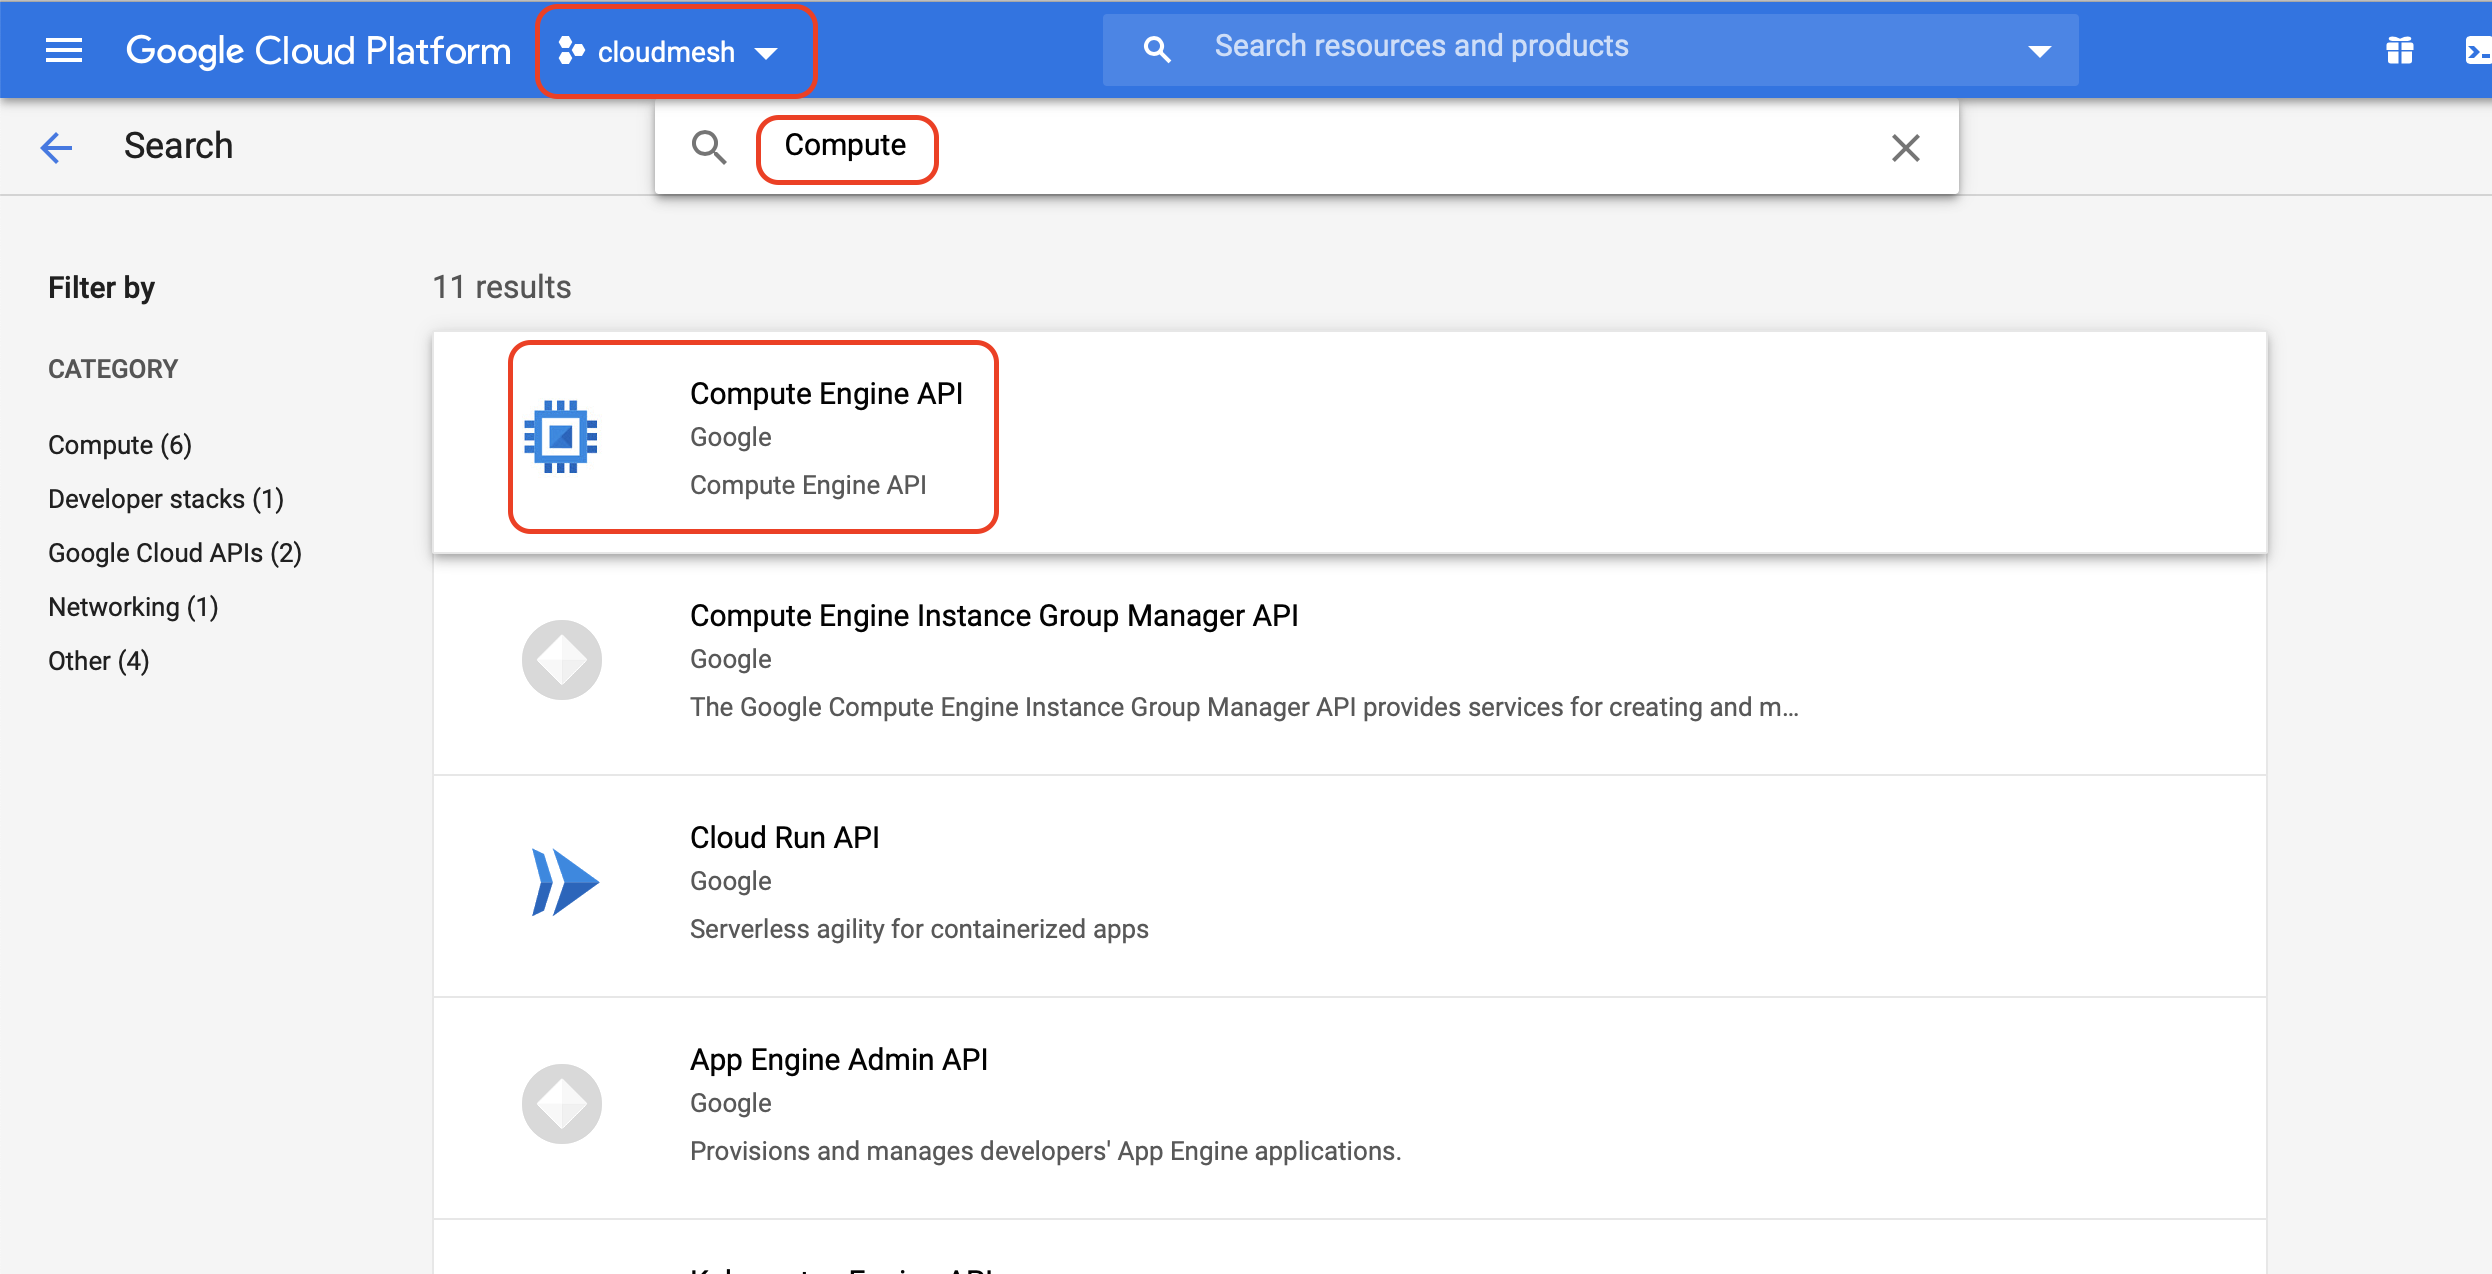 Google Cloud Platform
cloudmesh
Search resources and products
Search
Compute
Filter by
CATEGORY
Compute (6)
Developer stacks (1)
Google Cloud APIs (2)
Networking (1)
Other (4)
11 results
Compute Engine API
Google
Compute Engine API
Compute Engine Instance Group Manager API
Google
The Google Compute Engine Instance Group Manager API provides services for creating and m...
Cloud Run API
Google
Serverless agility for containerized apps
App Engine Admin API
Google
Provisions and manages developers' App Engine applications.